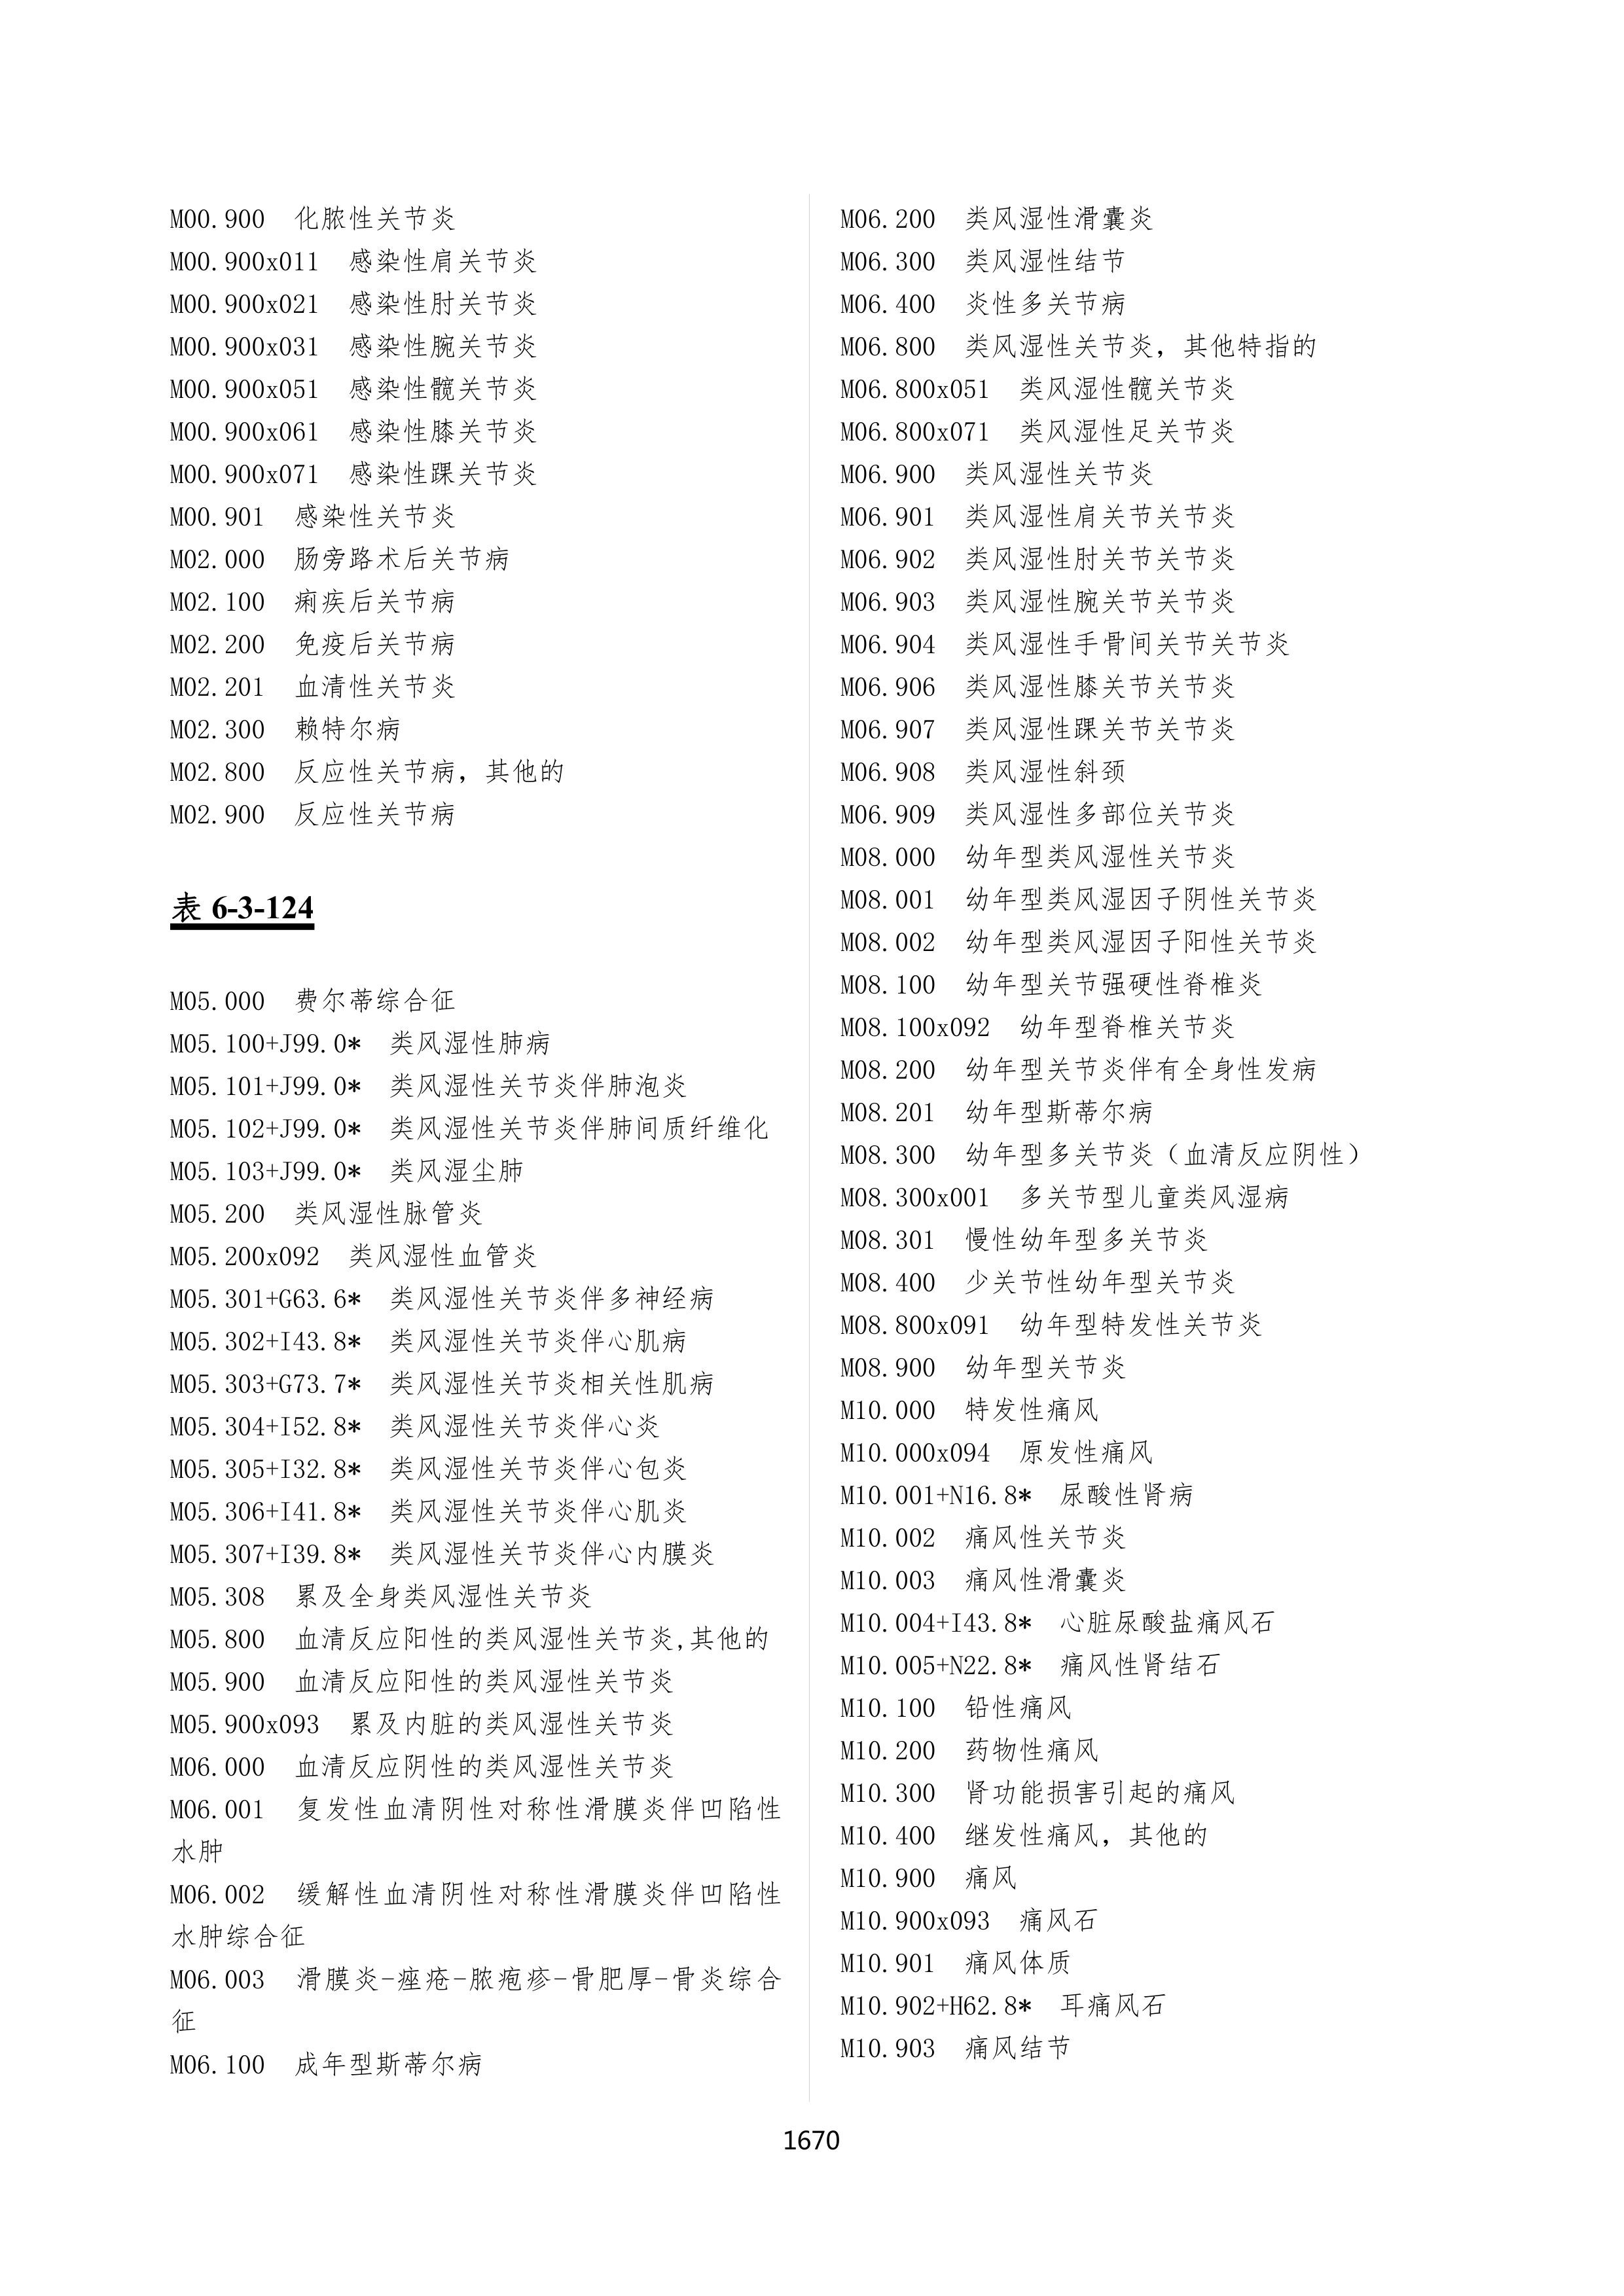 M00.900 化脓性关节炎
M00.900x011 感染性肩关节炎
M00.900x021 感染性肘关节炎
M00.900x031 感染性腕关节炎
M00.900x051 感染性髋关节炎
M00.900x061 感染性膝关节炎
M00.900x071 感染性踝关节炎
M00.901 感染性关节炎
M02.000 肠旁路术后关节病
M02.100 痢疾后关节病
M02.200 免疫后关节病
M02.201 血清性关节炎
M02.300 赖特尔病
M02.800 反应性关节病，其他的
M02.900 反应性关节病
表 6-3-124
M05.000 费尔蒂综合征
M05.100+J99.0* 类风湿性肺病
M05.101+J99.0* 类风湿性关节炎伴肺泡炎
M05.102+J99.0* 类风湿性关节炎伴肺间质纤维化
M05.103+J99.0* 类风湿尘肺
M05.200 类风湿性脉管炎
M05.200x092 类风湿性血管炎
M05.301+G63.6* 类风湿性关节炎伴多神经病
M05.302+I43.8* 类风湿性关节炎伴心肌病
M05.303+G73.7* 类风湿性关节炎相关性肌病
M05.304+I52.8* 类风湿性关节炎伴心炎
M05.305+I32.8* 类风湿性关节炎伴心包炎
M05.306+I41.8* 类风湿性关节炎伴心肌炎
M05.307+I39.8* 类风湿性关节炎伴心内膜炎
M05.308 累及全身类风湿性关节炎
M05.800 血清反应阳性的类风湿性关节炎,其他的
M05.900 血清反应阳性的类风湿性关节炎
M05.900x093 累及内脏的类风湿性关节炎
M06.000 血清反应阴性的类风湿性关节炎
M06.001 复发性血清阴性对称性滑膜炎伴凹陷性
水肿
M06.002 缓解性血清阴性对称性滑膜炎伴凹陷性
水肿综合征
M06.003 滑膜炎-痤疮-脓疱疹-骨肥厚-骨炎综合
征
M06.100 成年型斯蒂尔病
M06.200 类风湿性滑囊炎
M06.300 类风湿性结节
M06.400 炎性多关节病
M06.800 类风湿性关节炎，其他特指的
M06.800x051 类风湿性髋关节炎
M06.800x071 类风湿性足关节炎
M06.900 类风湿性关节炎
M06.901 类风湿性肩关节关节炎
M06.902 类风湿性肘关节关节炎
M06.903 类风湿性腕关节关节炎
M06.904 类风湿性手骨间关节关节炎
M06.906 类风湿性膝关节关节炎
M06.907 类风湿性踝关节关节炎
M06.908 类风湿性斜颈
M06.909 类风湿性多部位关节炎
M08.000 幼年型类风湿性关节炎
M08.001 幼年型类风湿因子阴性关节炎
M08.002 幼年型类风湿因子阳性关节炎
M08.100 幼年型关节强硬性脊椎炎
M08.100x092 幼年型脊椎关节炎
M08.200 幼年型关节炎伴有全身性发病
M08.201 幼年型斯蒂尔病
M08.300 幼年型多关节炎（血清反应阴性）
M08.300x001 多关节型儿童类风湿病
M08.301 慢性幼年型多关节炎
M08.400 少关节性幼年型关节炎
M08.800x091 幼年型特发性关节炎
M08.900 幼年型关节炎
M10.000 特发性痛风
M10.000x094 原发性痛风
M10.001+N16.8* 尿酸性肾病
M10.002 痛风性关节炎
M10.003 痛风性滑囊炎
M10.004+I43.8* 心脏尿酸盐痛风石
M10.005+N22.8* 痛风性肾结石
M10.100 铅性痛风
M10.200 药物性痛风
M10.300 肾功能损害引起的痛风
M10.400 继发性痛风，其他的
M10.900 痛风
M10.900x093 痛风石
M10.901 痛风体质
M10.902+H62.8* 耳痛风石
M10.903 痛风结节
1670